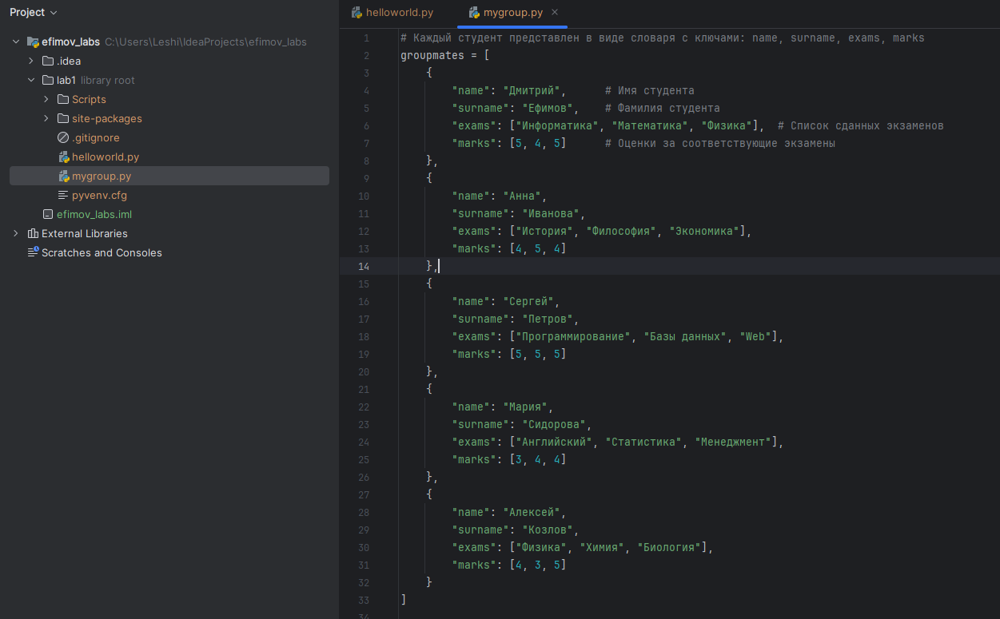 Project
efimov_labs C:\Users\Leshi\IdeaProjects\efimov_labs
.idea
lab1 library root
Scripts
site-packages
.gitignore
helloworld.py
mygroup.py
pyvenv.cfg
efimov_labs.iml
External Libraries
Scratches and Consoles
helloworld.py mygroup.py
1 # Каждый студент представлен в виде словаря с ключами: name, surname, exams, marks
2 groupmates = [
3 {
4 "name": "Дмитрий", # Имя студента
5 "surname": "Ефимов", # Фамилия студента
6 "exams": ["Информатика", "Математика", "Физика"], # Список сданных экзаменов
7 "marks": [5, 4, 5] # Оценки за соответствующие экзамены
8 },
9 {
10 "name": "Анна",
11 "surname": "Иванова",
12 "exams": ["История", "Философия", "Экономика"],
13 "marks": [4, 5, 4]
14 },
15 {
16 "name": "Сергей",
17 "surname": "Петров",
18 "exams": ["Программирование", "Базы данных", "Web"],
19 "marks": [5, 5, 5]
20 },
21 {
22 "name": "Мария",
23 "surname": "Сидорова",
24 "exams": ["Английский", "Статистика", "Менеджмент"],
25 "marks": [3, 4, 4]
26 },
27 {
28 "name": "Алексей",
29 "surname": "Козлов",
30 "exams": ["Физика", "Химия", "Биология"],
31 "marks": [4, 3, 5]
32 }
33 ]
34